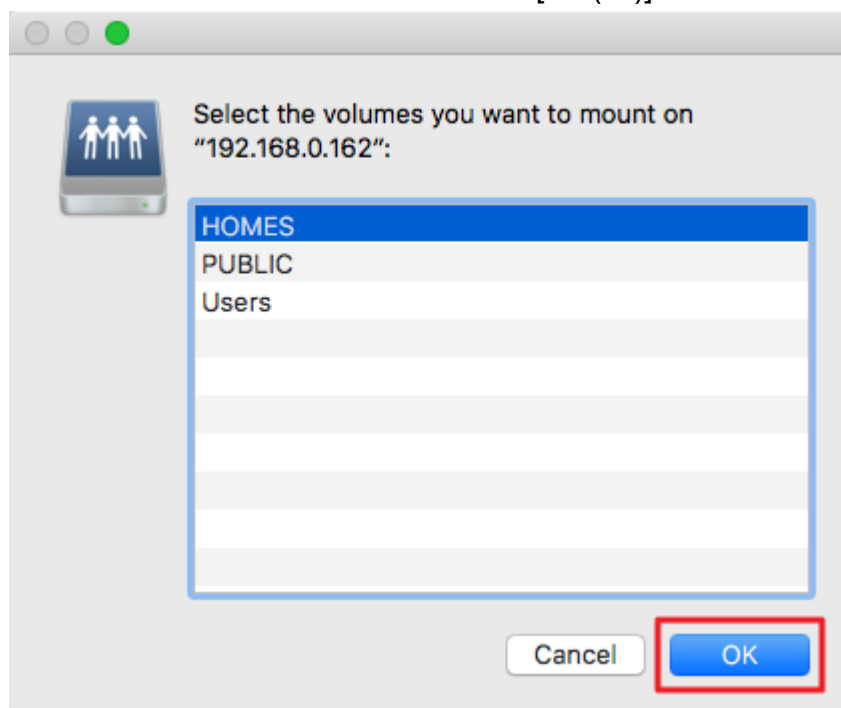 Select the volumes you want to mount on
"192.168.0.162":
HOMES
PUBLIC
Users
Cancel
OK